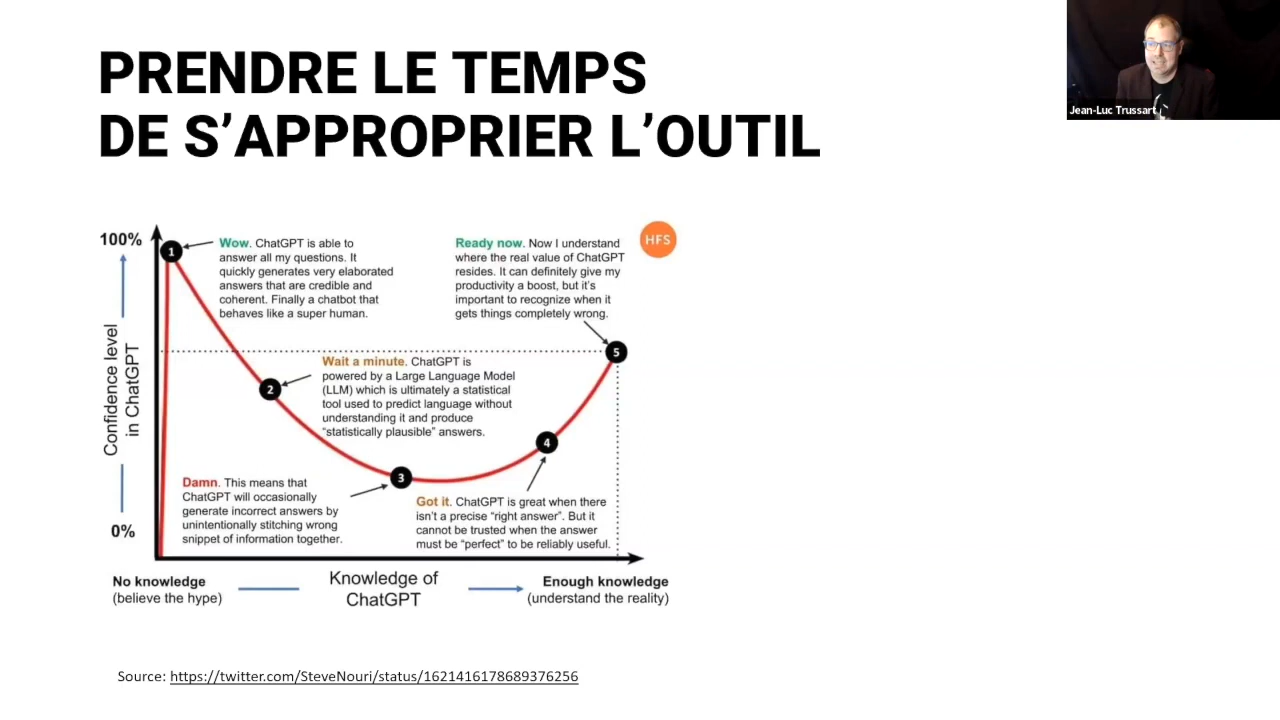 PRENDRE LE TEMPS
DE S’APPROPRIER L’OUTIL
Jean-Luc Trussart
100%
Confidence level
in ChatGPT
0%
1
Wow. ChatGPT is able to
answer all my questions. It
quickly generates very elaborated
answers that are credible and
coherent. Finally a chatbot that
behaves like a super human.
Ready now. Now I understand
where the real value of ChatGPT
resides. It can definitely give my
productivity a boost, but it’s
important to recognize when it
gets things completely wrong.
HFS
5
2
Wait a minute. ChatGPT is
powered by a Large Language Model
(LLM) which is ultimately a statistical
tool used to predict language without
understanding it and produce
“statistically plausible” answers.
4
3
Damn. This means that
ChatGPT will occasionally
generate incorrect answers by
unintentionally stitching wrong
snippet of information together.
Got it. ChatGPT is great when there
isn’t a precise “right answer”. But it
cannot be trusted when the answer
must be “perfect” to be reliably useful.
No knowledge
(believe the hype)
Knowledge of
ChatGPT
Enough knowledge
(understand the reality)
Source: https://twitter.com/SteveNouri/status/1621416178689376256